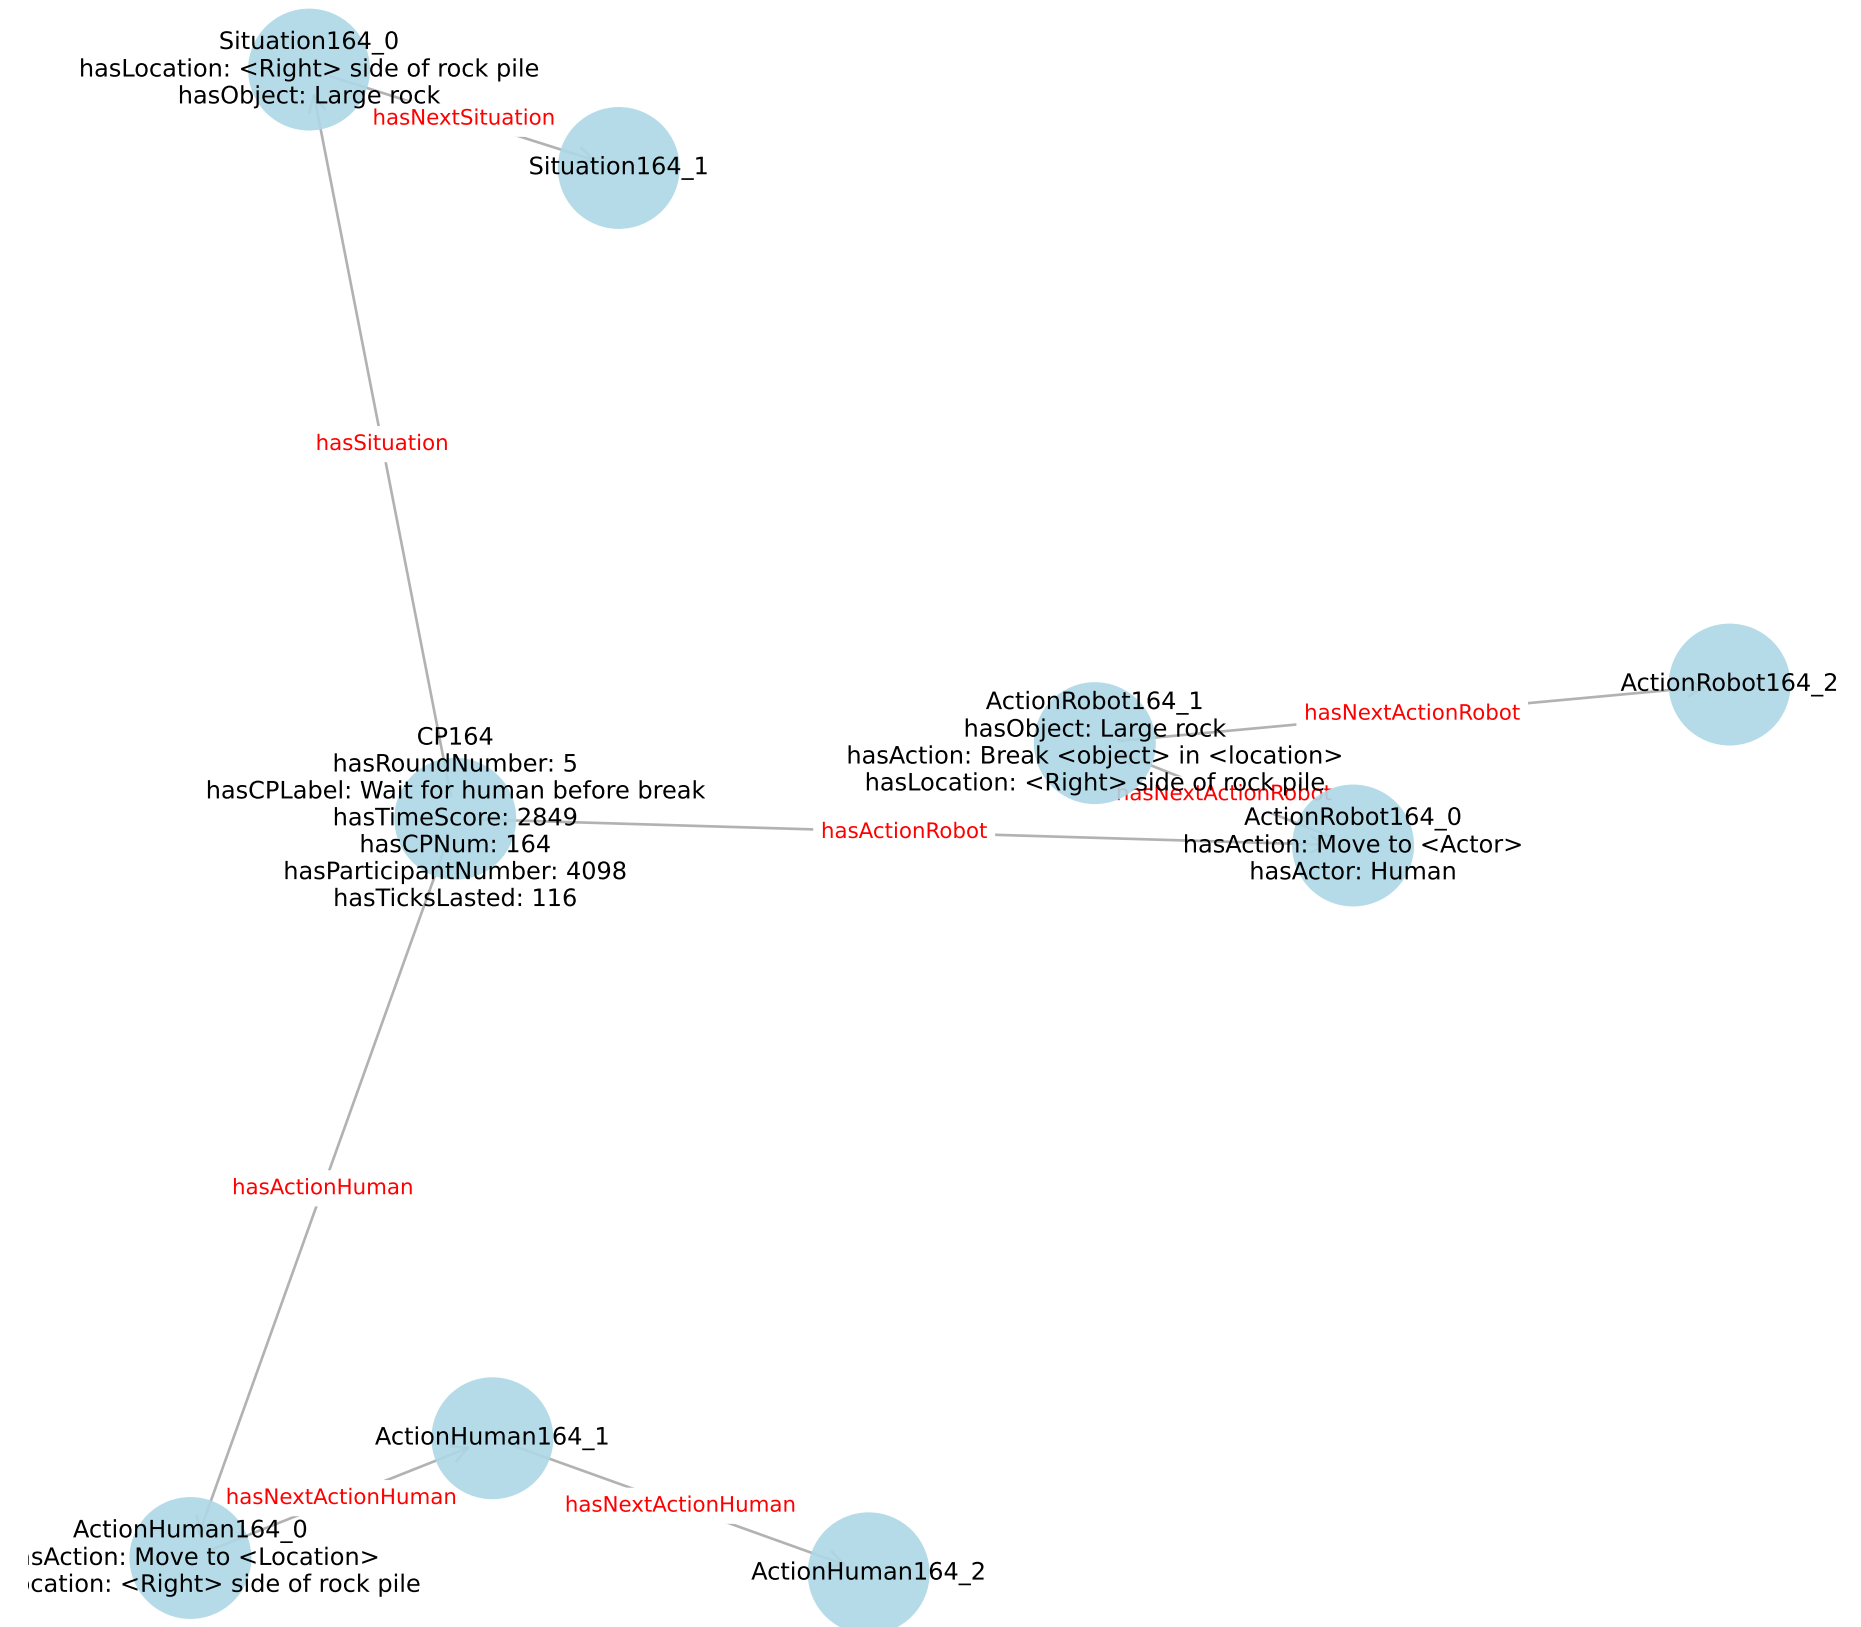 Situation164_0
hasLocation: <Right> side of rock pile
hasObject: Large rock
hasNextSituation
Situation164_1
hasSituation
ActionRobot164_2
ActionRobot164_1
hasObject: Large rock
hasAction: Break <object> in <location>
hasLocation: <Right> side of rock pile
hasNextActionRobot
hasNextActionRobot
CP164
hasRoundNumber: 5
hasCPLabel: Wait for human before break
hasTimeScore: 2849
hasCPNum: 164
hasParticipantNumber: 4098
hasTicksLasted: 116
hasActionRobot
ActionRobot164_0
hasAction: Move to <Actor>
hasActor: Human
hasActionHuman
ActionHuman164_1
hasNextActionHuman
hasNextActionHuman
ActionHuman164_0
sAction: Move to <Location>
cation: <Right> side of rock pile
ActionHuman164_2